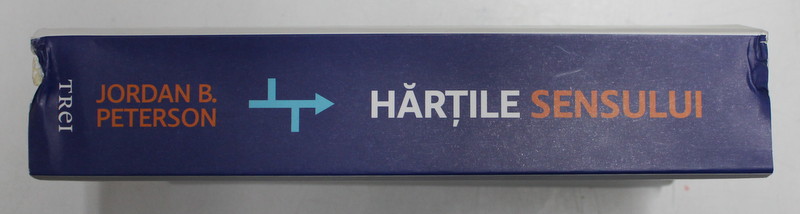 TREI
JORDAN B.
PETERSON
HĂRȚILE SENSULUI